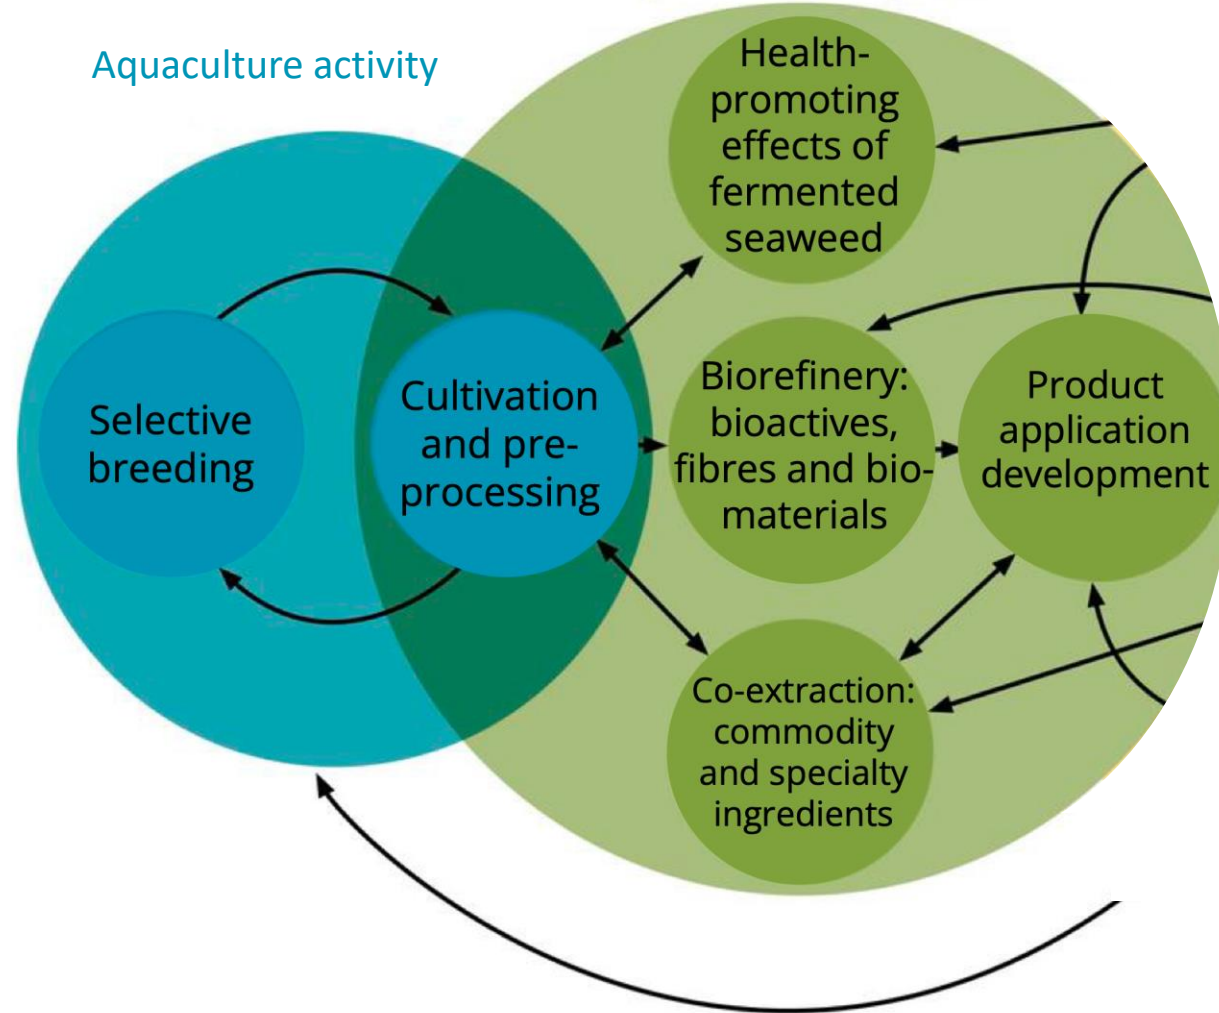 Aquaculture activity
Health-
promoting
effects of
fermented
seaweed
Selective
breeding
Cultivation
and pre-
processing
Biorefinery:
bioactives,
fibres and bio-
materials
Product
application
development
Co-extraction:
commodity
and specialty
ingredients